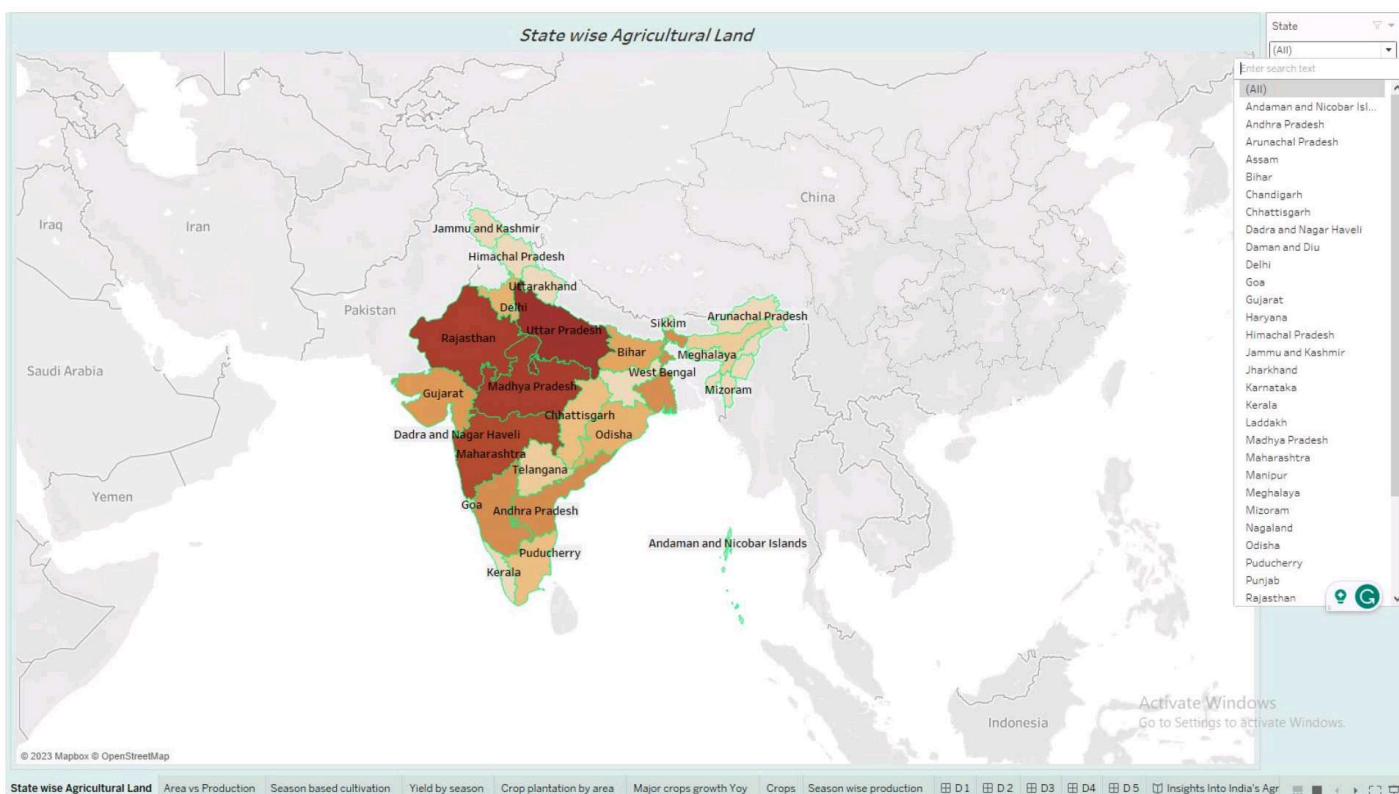 State wise Agricultural Land
State
(All)
Enter search text
(All)
Andaman and Nicobar Isl...
Andhra Pradesh
Arunachal Pradesh
Assam
Bihar
Chandigarh
Chhattisgarh
Dadra and Nagar Haveli
Daman and Diu
Delhi
Goa
Gujarat
Haryana
Himachal Pradesh
Jammu and Kashmir
Jharkhand
Karnataka
Kerala
Laddakh
Madhya Pradesh
Maharashtra
Manipur
Meghalaya
Mizoram
Nagaland
Odisha
Puducherry
Punjab
Rajasthan
China
Iraq
Iran
Jammu and Kashmir
Himachal Pradesh
Uttarakhand
Pakistan
Delhi
Arunachal Pradesh
Sikkim
Uttar Pradesh
Rajasthan
Bihar
Meghalaya
Saudi Arabia
West Bengal
Madhya Pradesh
Mizoram
Gujarat
Chhattisgarh
Dadra and Nagar Haveli
Odisha
Maharashtra
Telangana
Yemen
Goa
Andhra Pradesh
Andaman and Nicobar Islands
Puducherry
Kerala
Indonesia
Activate Windows
Go to Settings to activate Windows.
© 2023 Mapbox © OpenStreetMap
State wise Agricultural Land Area vs Production Season based cultivation Yield by season Crop plantation by area Major crops growth Yoy Crops Season wise production D 1 D 2 D3 D4 D 5 Insights Into India's Agr